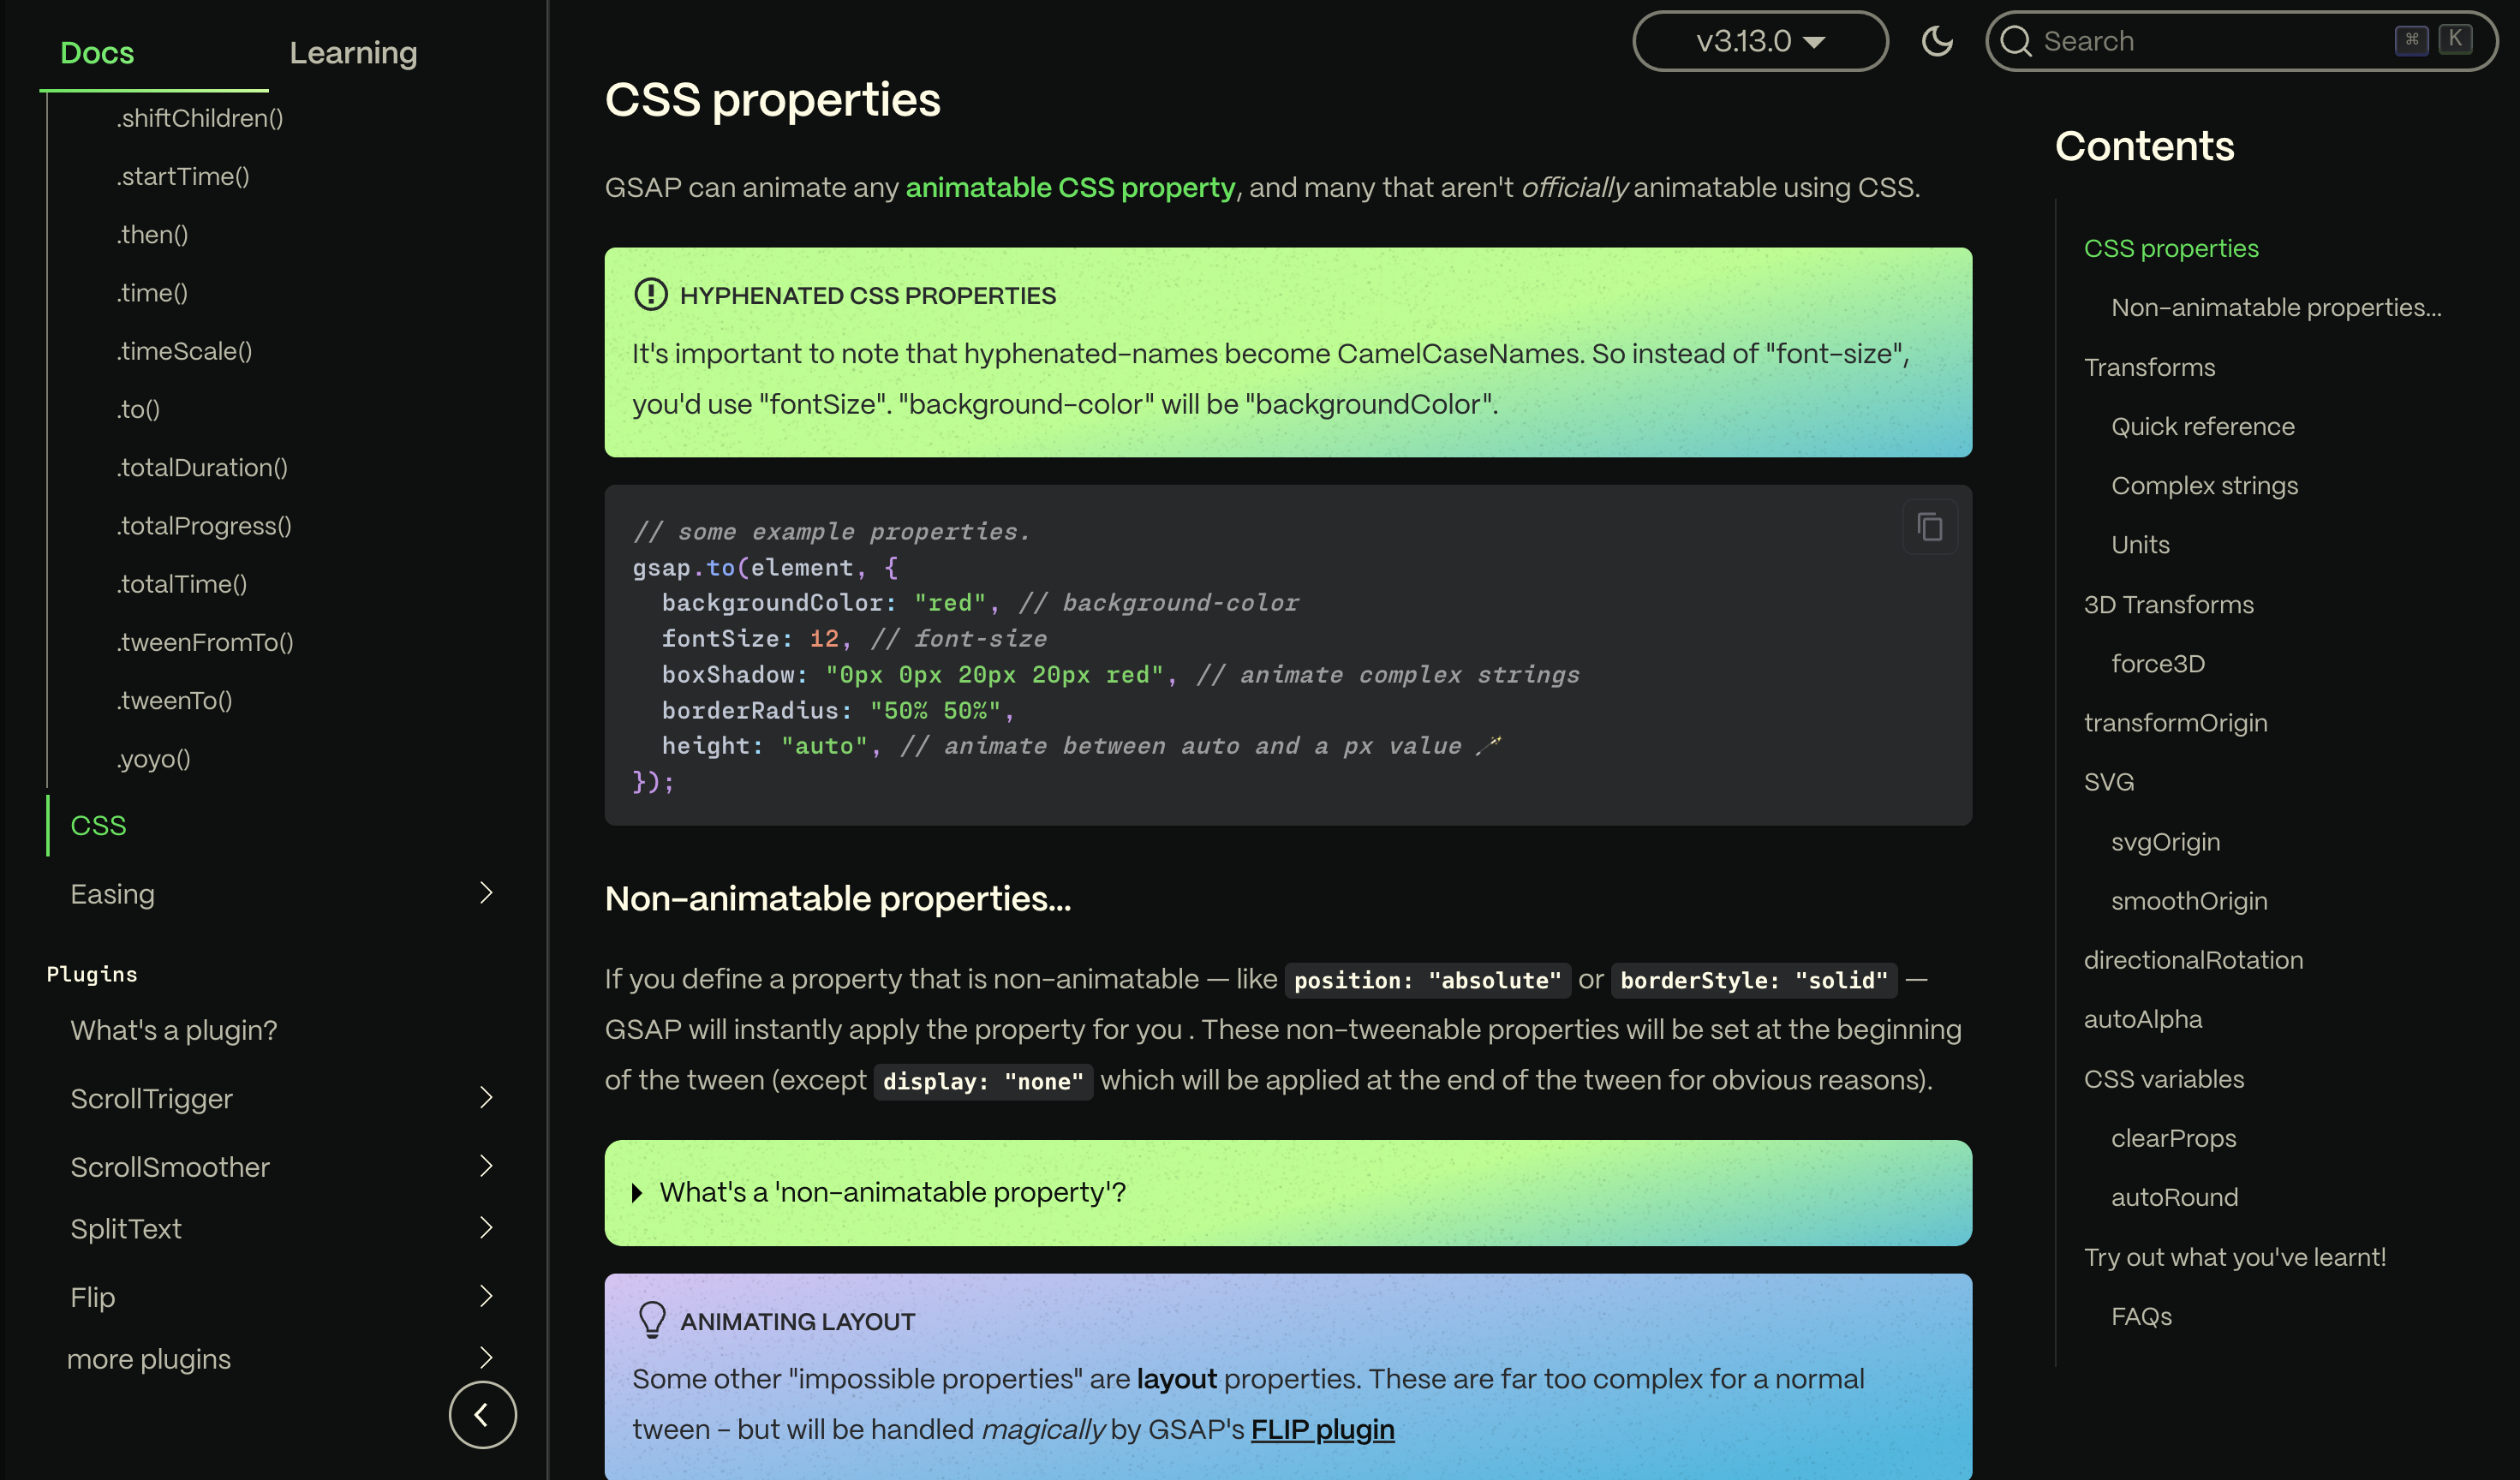 Docs
Learning
.shiftChildren()
.startTime()
.then()
.time()
.timeScale()
.to()
.totalDuration()
.totalProgress()
.totalTime()
.tweenFromTo()
.tweenTo()
.yoyo()
CSS
Easing
Plugins
What's a plugin?
ScrollTrigger
ScrollSmoother
SplitText
Flip
more plugins
v3.13.0
Search
⌘ K
CSS properties
GSAP can animate any animatable CSS property, and many that aren't officially animatable using CSS.
HYPHENATED CSS PROPERTIES
It's important to note that hyphenated-names become CamelCaseNames. So instead of "font-size",
you'd use "fontSize". "background-color" will be "backgroundColor".
// some example properties.
gsap.to(element, {
  backgroundColor: "red", // background-color
  fontSize: 12, // font-size
  boxShadow: "0px 0px 20px 20px red", // animate complex strings
  borderRadius: "50% 50%",
  height: "auto", // animate between auto and a px value 🪄
});
Non-animatable properties...
If you define a property that is non-animatable — like position: "absolute" or borderStyle: "solid" —
GSAP will instantly apply the property for you . These non-tweenable properties will be set at the beginning
of the tween (except display: "none" which will be applied at the end of the tween for obvious reasons).
What's a 'non-animatable property'?
ANIMATING LAYOUT
Some other "impossible properties" are layout properties. These are far too complex for a normal
tween - but will be handled magically by GSAP's FLIP plugin
Contents
CSS properties
Non-animatable properties...
Transforms
Quick reference
Complex strings
Units
3D Transforms
force3D
transformOrigin
SVG
svgOrigin
smoothOrigin
directionalRotation
autoAlpha
CSS variables
clearProps
autoRound
Try out what you've learnt!
FAQs